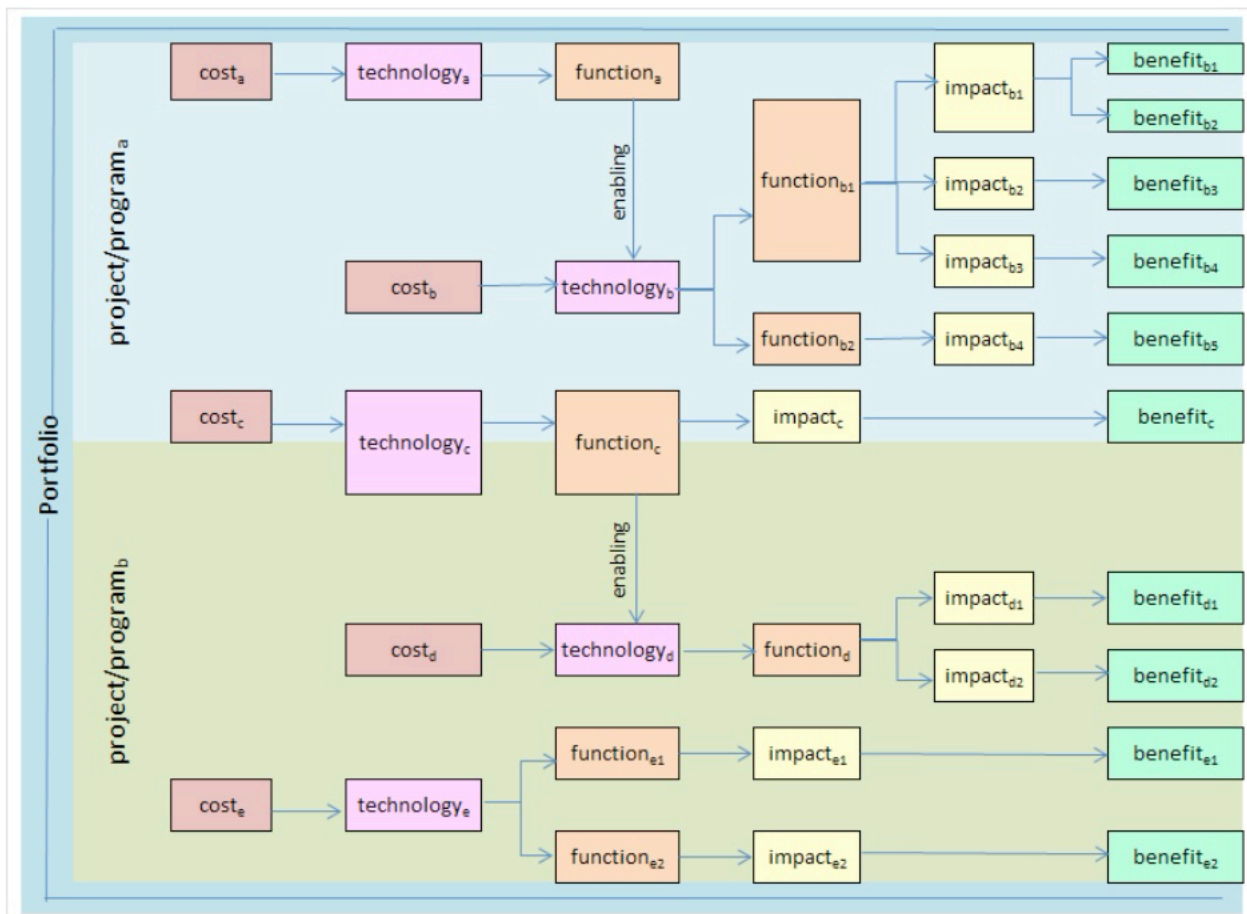 Portfolio
project/program_a
cost_a
technology_a
function_a
enabling
cost_b
technology_b
function_b1
function_b2
impact_b1
impact_b2
impact_b3
impact_b4
benefit_b1
benefit_b2
benefit_b3
benefit_b4
benefit_b5
cost_c
technology_c
function_c
impact_c
benefit_c
project/program_b
enabling
cost_d
technology_d
function_d
impact_d1
impact_d2
benefit_d1
benefit_d2
cost_e
technology_e
function_e1
impact_e1
benefit_e1
function_e2
impact_e2
benefit_e2